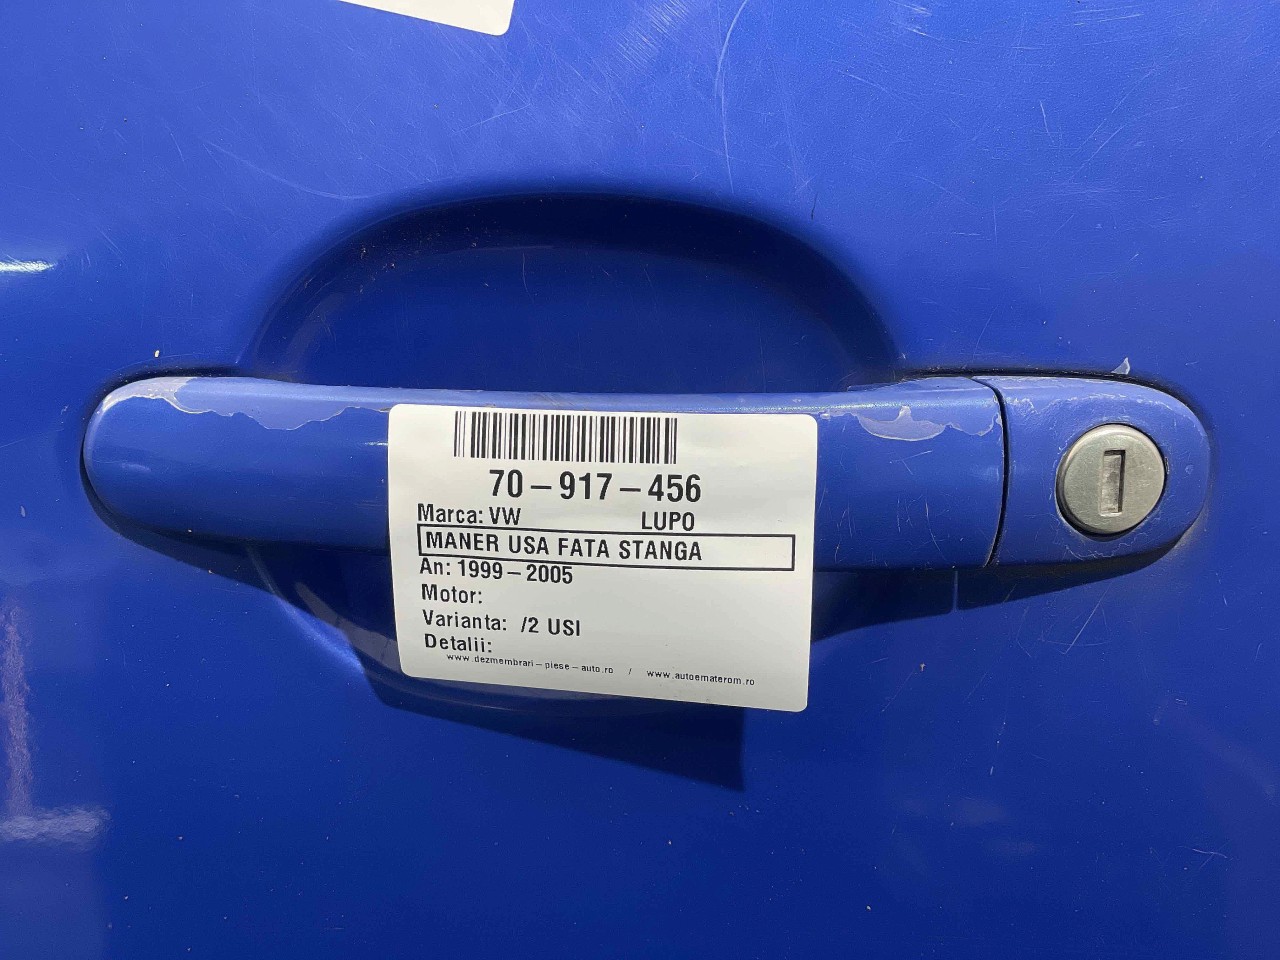 70-917-456
Marca: VW LUPO
MANER USA FATA STANGA
An: 1999-2005
Motor:
Varianta: /2 USI
Detalii:
www.dezmembrari-piese-auto.ro / www.autoematerom.ro